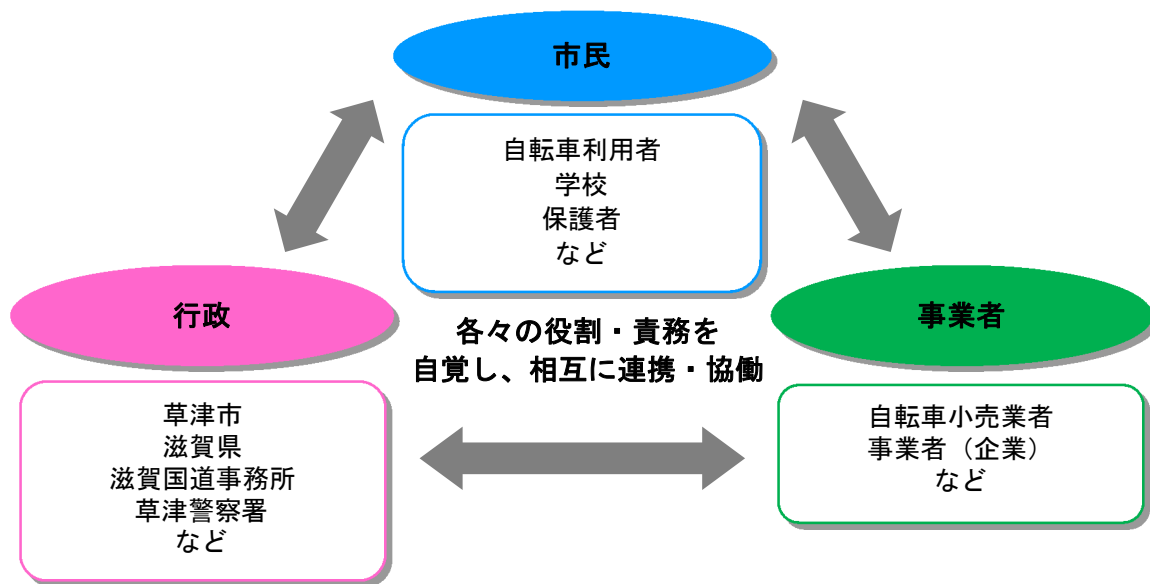 市民
自転車利用者
学校
保護者
など
行政
草津市
滋賀県
滋賀国道事務所
草津警察署
など
各々の役割・責務を
自覚し、相互に連携・協働
事業者
自転車小売業者
事業者（企業）
など